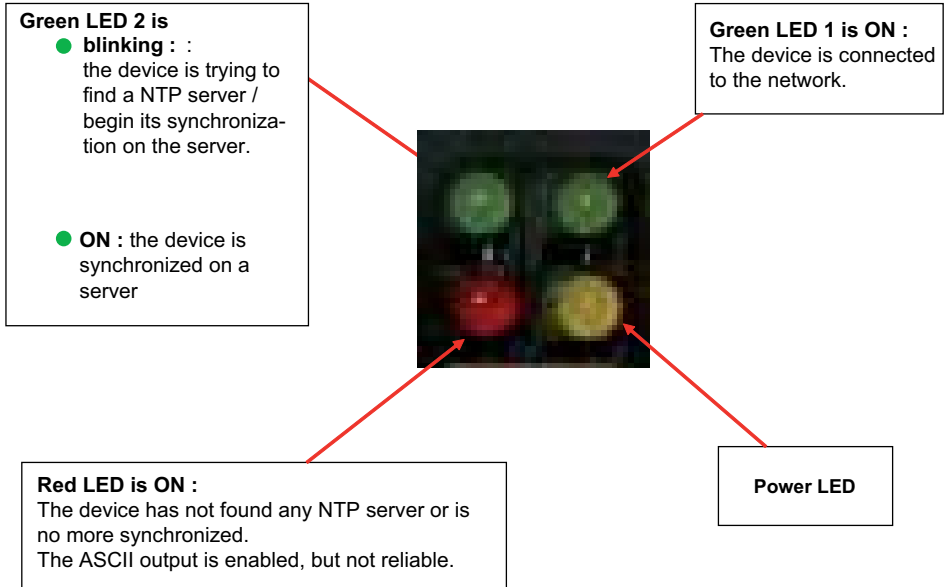 Green LED 2 is
blinking : :
the device is trying to
find a NTP server /
begin its synchroniza-
tion on the server.
ON : the device is
synchronized on a
server
Green LED 1 is ON :
The device is connected
to the network.
Red LED is ON :
The device has not found any NTP server or is
no more synchronized.
The ASCII output is enabled, but not reliable.
Power LED